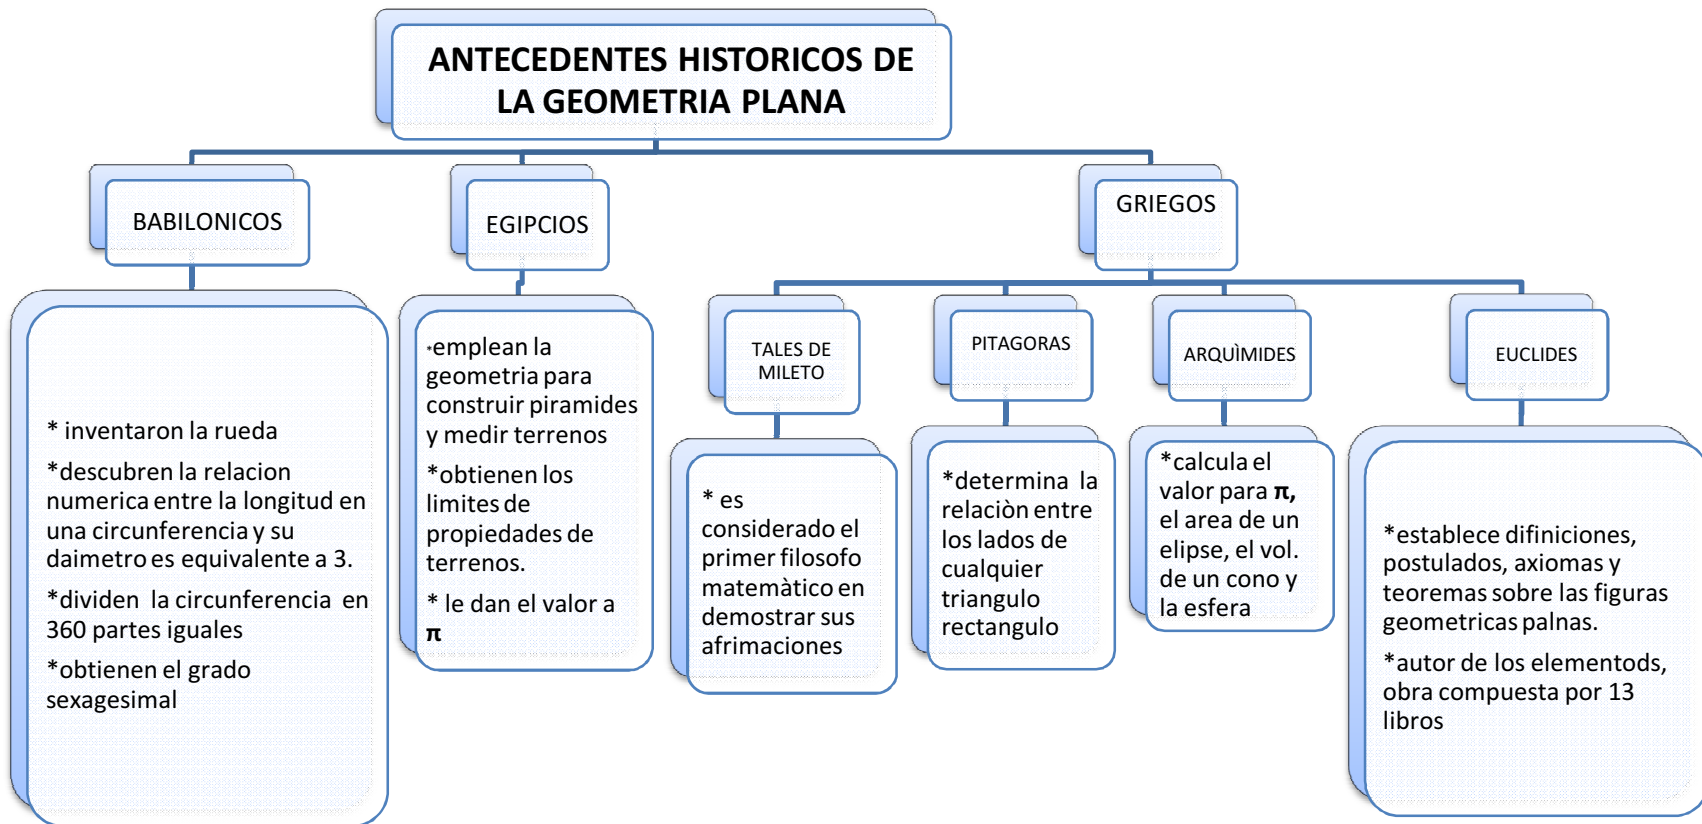 ANTECEDENTES HISTORICOS DE
LA GEOMETRIA PLANA
BABILONICOS
EGIPCIOS
GRIEGOS
* inventaron la rueda
*descubren la relacion
numerica entre la longitud en
una circunferencia y su
daimetro es equivalente a 3.
*dividen la circunferencia en
360 partes iguales
*obtienen el grado
sexagesimal
*emplean la
geometria para
construir piramides
y medir terrenos
*obtienen los
limites de
propiedades de
terrenos.
* le dan el valor a
π
TALES DE
MILETO
* es
considerado el
primer filosofo
matemàtico en
demostrar sus
afrimaciones
PITAGORAS
*determina la
relaciòn entre
los lados de
cualquier
triangulo
rectangulo
ARQUÌMIDES
*calcula el
valor para π,
el area de un
elipse, el vol.
de un cono y
la esfera
EUCLIDES
*establece difiniciones,
postulados, axiomas y
teoremas sobre las figuras
geometricas palnas.
*autor de los elementods,
obra compuesta por 13
libros